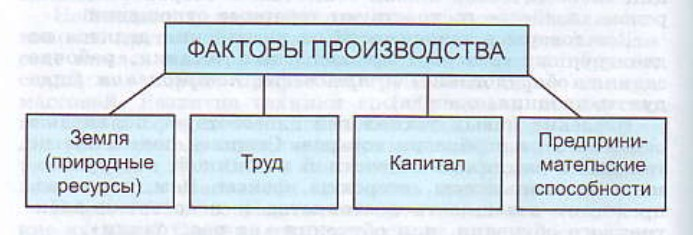 ФАКТОРЫ ПРОИЗВОДСТВА
Земля
(природные
ресурсы)
Труд
Капитал
Предприни-
мательские
способности